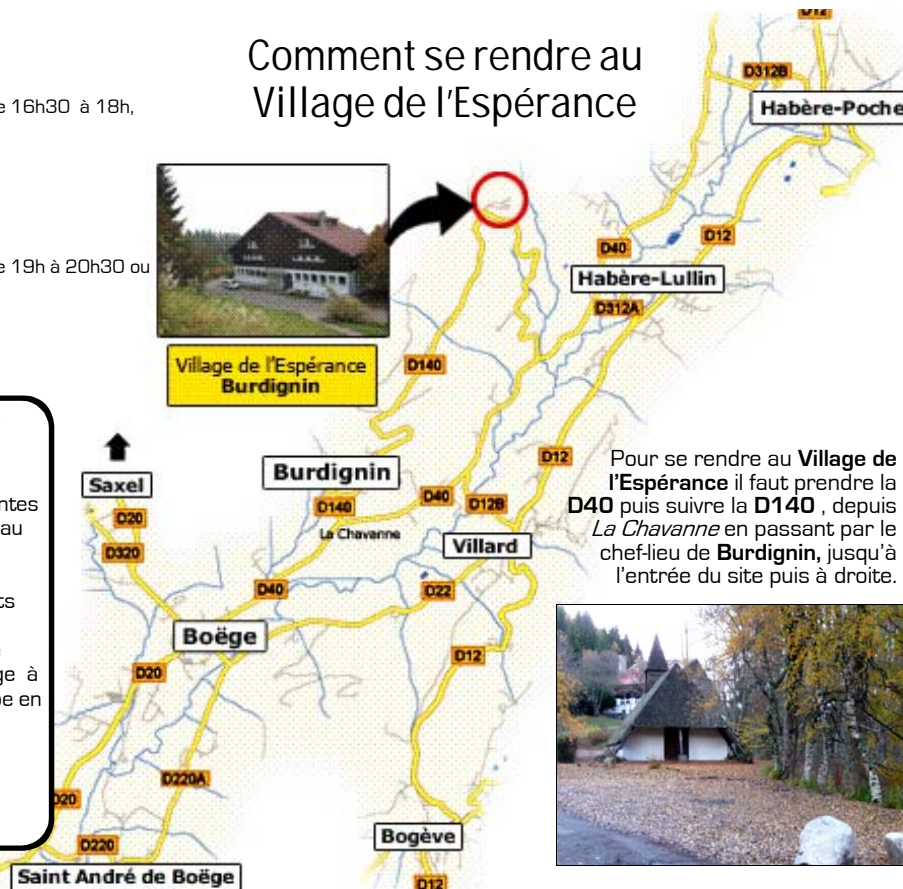 Comment se rendre au
Village de l'Espérance
e 16h30 à 18h,
e 19h à 20h30 ou
ntes
au
ts
ge à
pe en
D12
D312B
Habère-Poche
D12
D40
Habère-Lullin
D312A
Village de l'Espérance
Burdignin
D140
D12
Saxel
Burdignin
D20
D140
D40
D12B
La Chavanne
Villard
D320
D40
D22
Boëge
D12
D20
D220A
D20
Bogève
D220
Saint André de Boëge
D12
Pour se rendre au Village de
l'Espérance il faut prendre la
D40 puis suivre la D140 , depuis
La Chavanne en passant par le
chef-lieu de Burdignin, jusqu'à
l'entrée du site puis à droite.